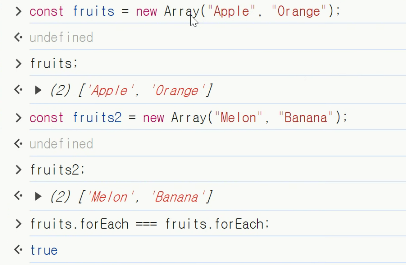 > const fruits = new Array("Apple", "Orange");
<· undefined
> fruits;
<· ▶ (2) ['Apple', 'Orange']
> const fruits2 = new Array("Melon", "Banana");
<· undefined
> fruits2;
<· ▶ (2) ['Melon', 'Banana']
> fruits.forEach === fruits.forEach;
<· true